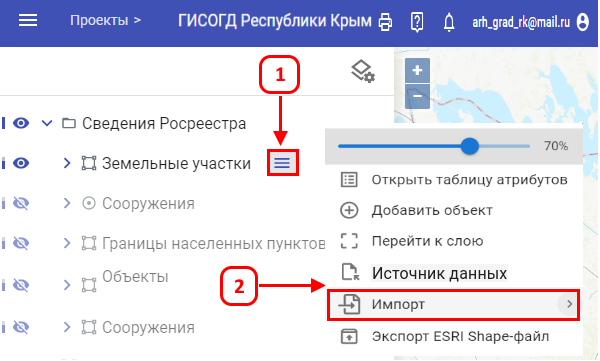 Проекты > ГИСОГД Республики Крым arh_grad_rk@mail.ru
1
+
−
Сведения Росреестра
Земельные участки
Сооружения
Границы населенных пунктов
Объекты
Сооружения
70%
Открыть таблицу атрибутов
Добавить объект
Перейти к слою
Источник данных
2
Импорт
Экспорт ESRI Shape-файл